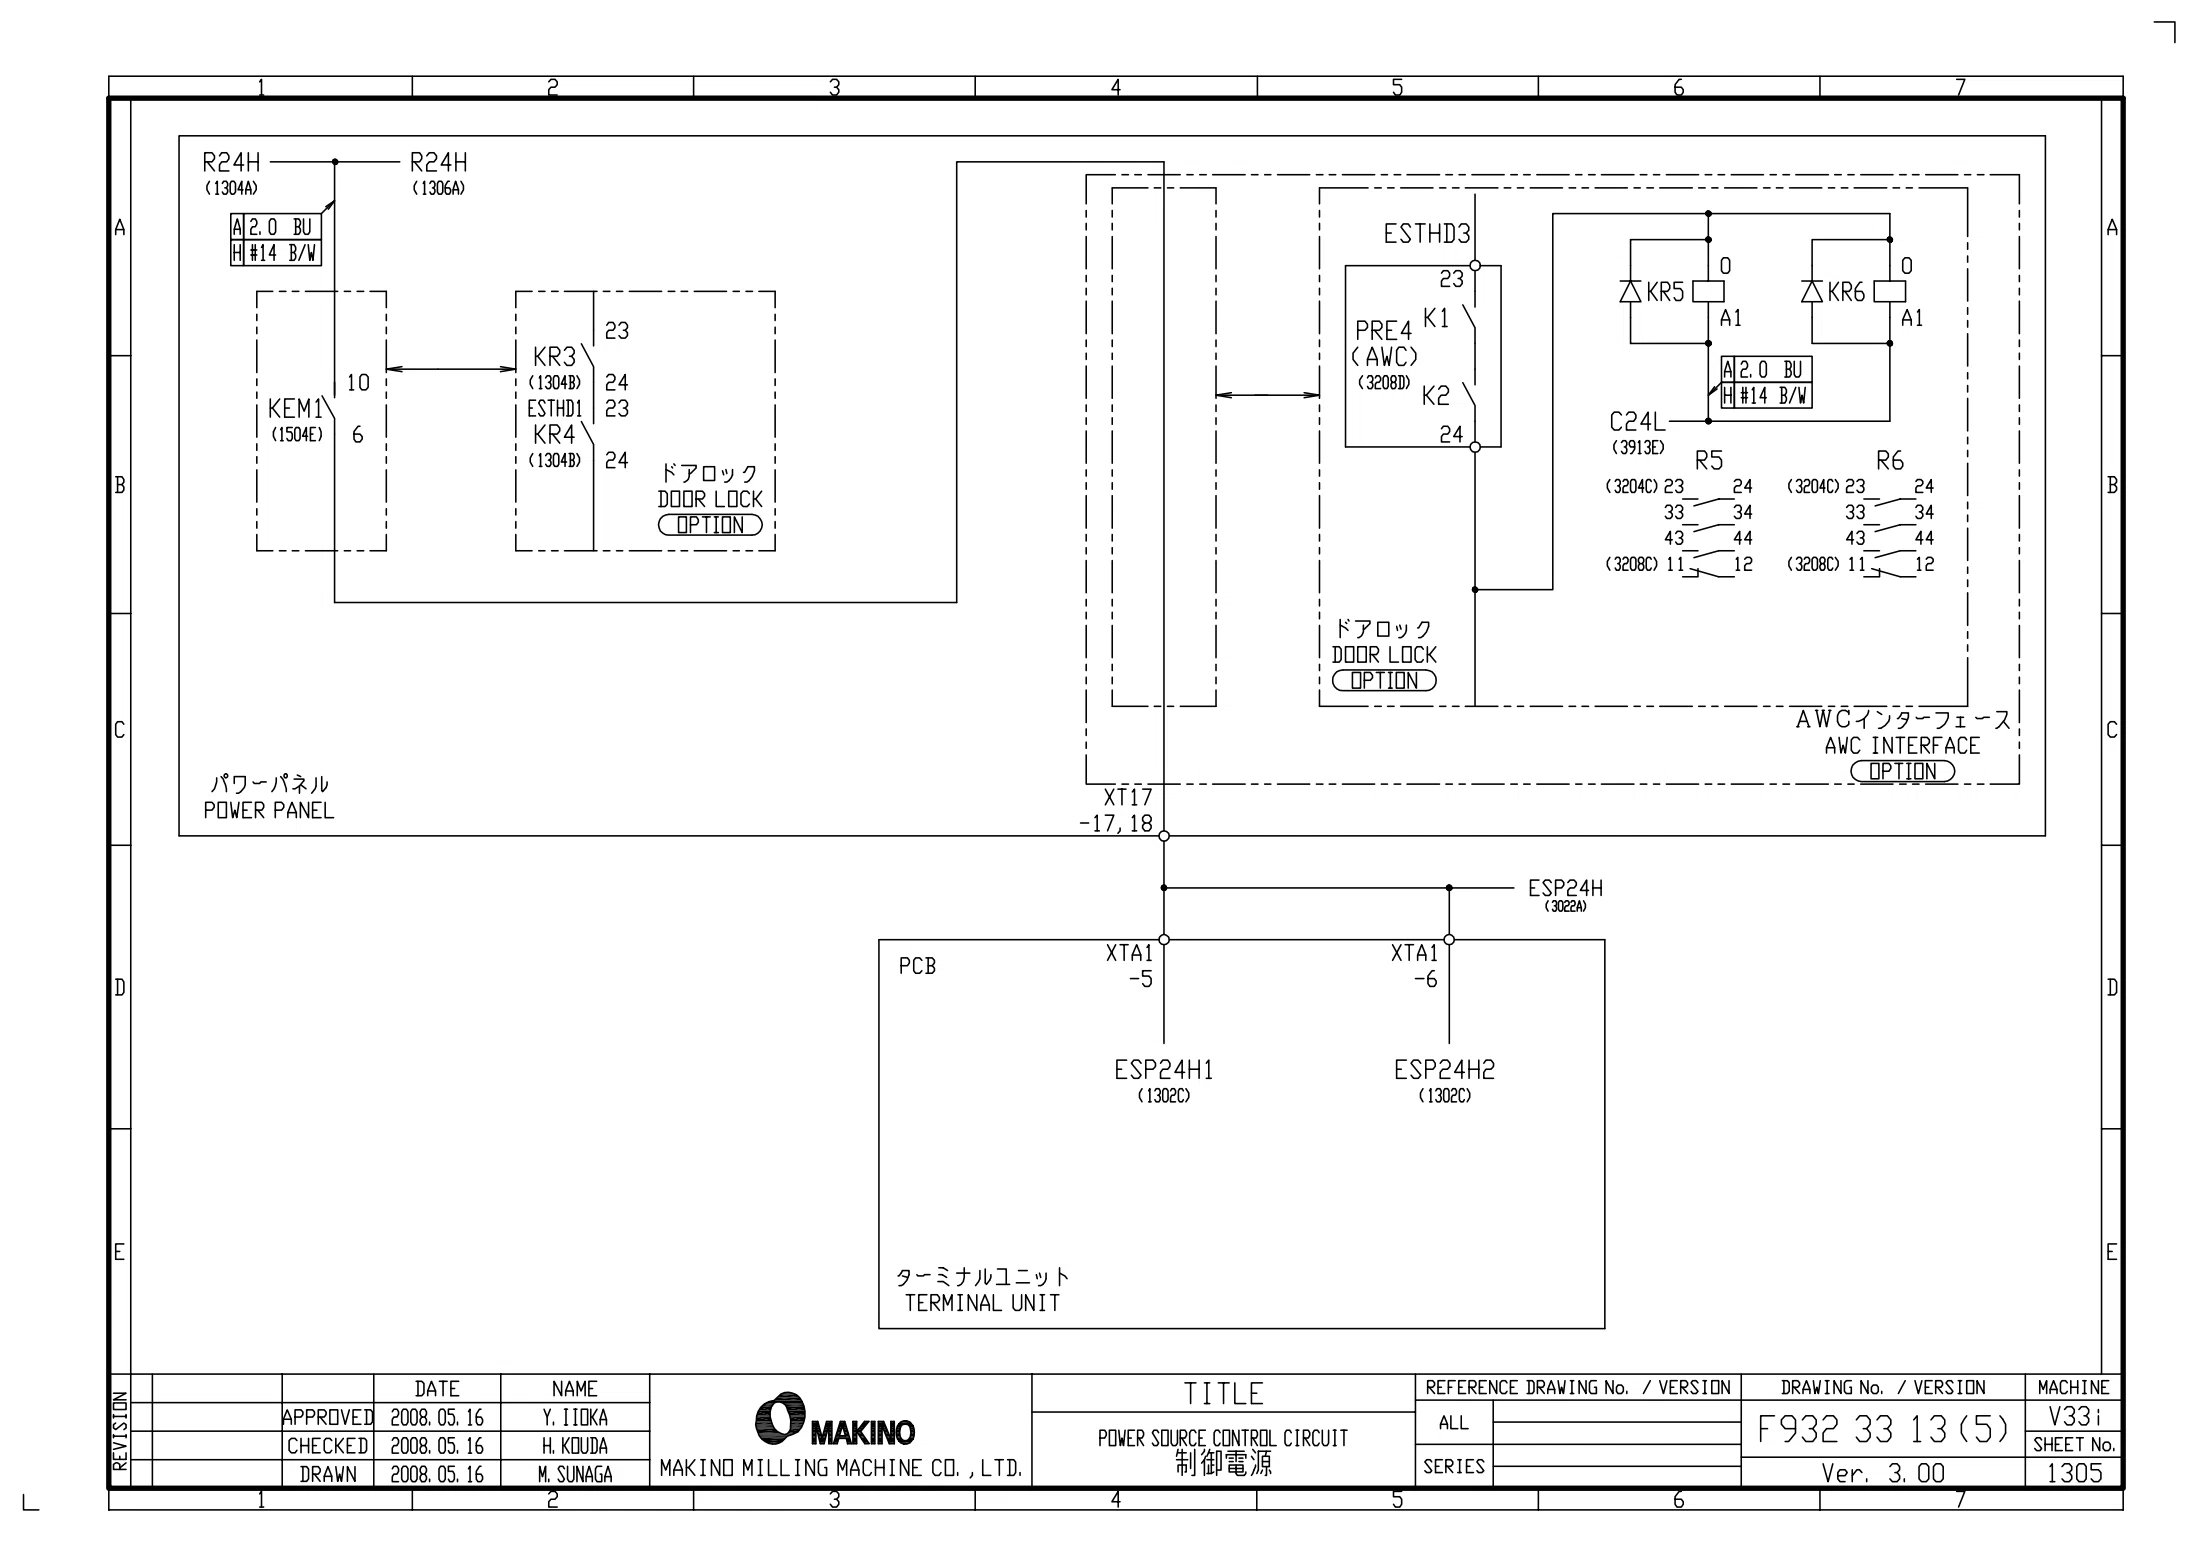 1 2 3 4 5 6 7
A
B
C
D
E
A
B
C
D
E
R24H
(1304A)
R24H
(1306A)
A 2.0 BU
H #14 B/W
KEM1
(1504E)
10
6
23
KR3
(1304B)
24
ESTHD1
23
KR4
(1304B)
24
ドアロック
DOOR LOCK
OPTION
パワーパネル
POWER PANEL
ESTHD3
23
K1
PRE4
(AWC)
(3208D)
K2
24
ドアロック
DOOR LOCK
OPTION
KR5
0
A1
KR6
0
A1
A 2.0 BU
H #14 B/W
C24L
(3913E)
R5
(3204C) 23 24
33 34
43 44
(3208C) 11 12
R6
(3204C) 23 24
33 34
43 44
(3208C) 11 12
AWCインターフェース
AWC INTERFACE
OPTION
XT17
-17,18
ESP24H
(3022A)
PCB
XTA1
-5
XTA1
-6
ESP24H1
(1302C)
ESP24H2
(1302C)
ターミナルユニット
TERMINAL UNIT
REVISION
DATE NAME
APPROVED 2008.05.16 Y.IIOKA
CHECKED 2008.05.16 H.KOUDA
DRAWN 2008.05.16 M.SUNAGA
MAKINO
MAKINO MILLING MACHINE CO.,LTD.
TITLE
POWER SOURCE CONTROL CIRCUIT
制御電源
REFERENCE DRAWING No. / VERSION
ALL
SERIES
DRAWING No. / VERSION
F932 33 13(5)
Ver. 3.00
MACHINE
V33i
SHEET No.
1305
1 2 3 4 5 6 7